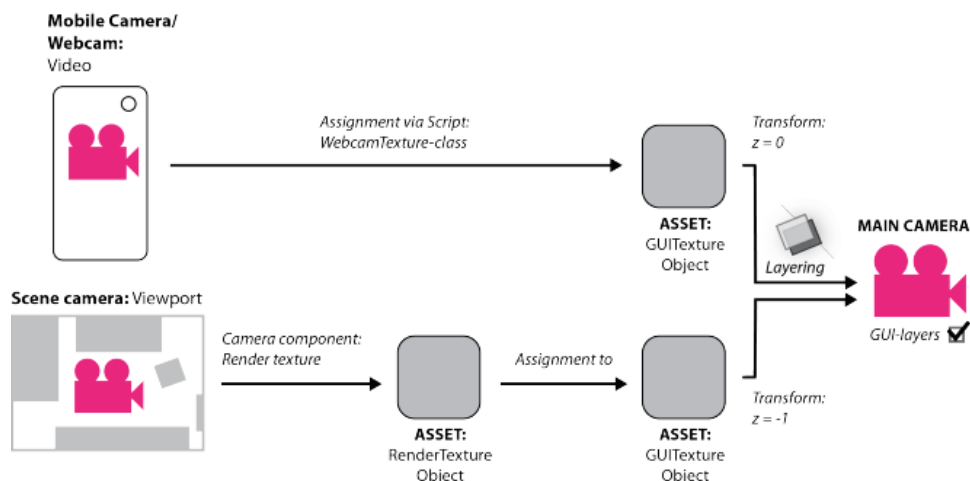 Mobile Camera/
Webcam:
Video
Assignment via Script:
WebcamTexture-class
Transform:
z = 0
ASSET:
GUITexture
Object
Layering
MAIN CAMERA
GUI-layers
Scene camera: Viewport
Camera component:
Render texture
Assignment to
Transform:
z = -1
ASSET:
RenderTexture
Object
ASSET:
GUITexture
Object